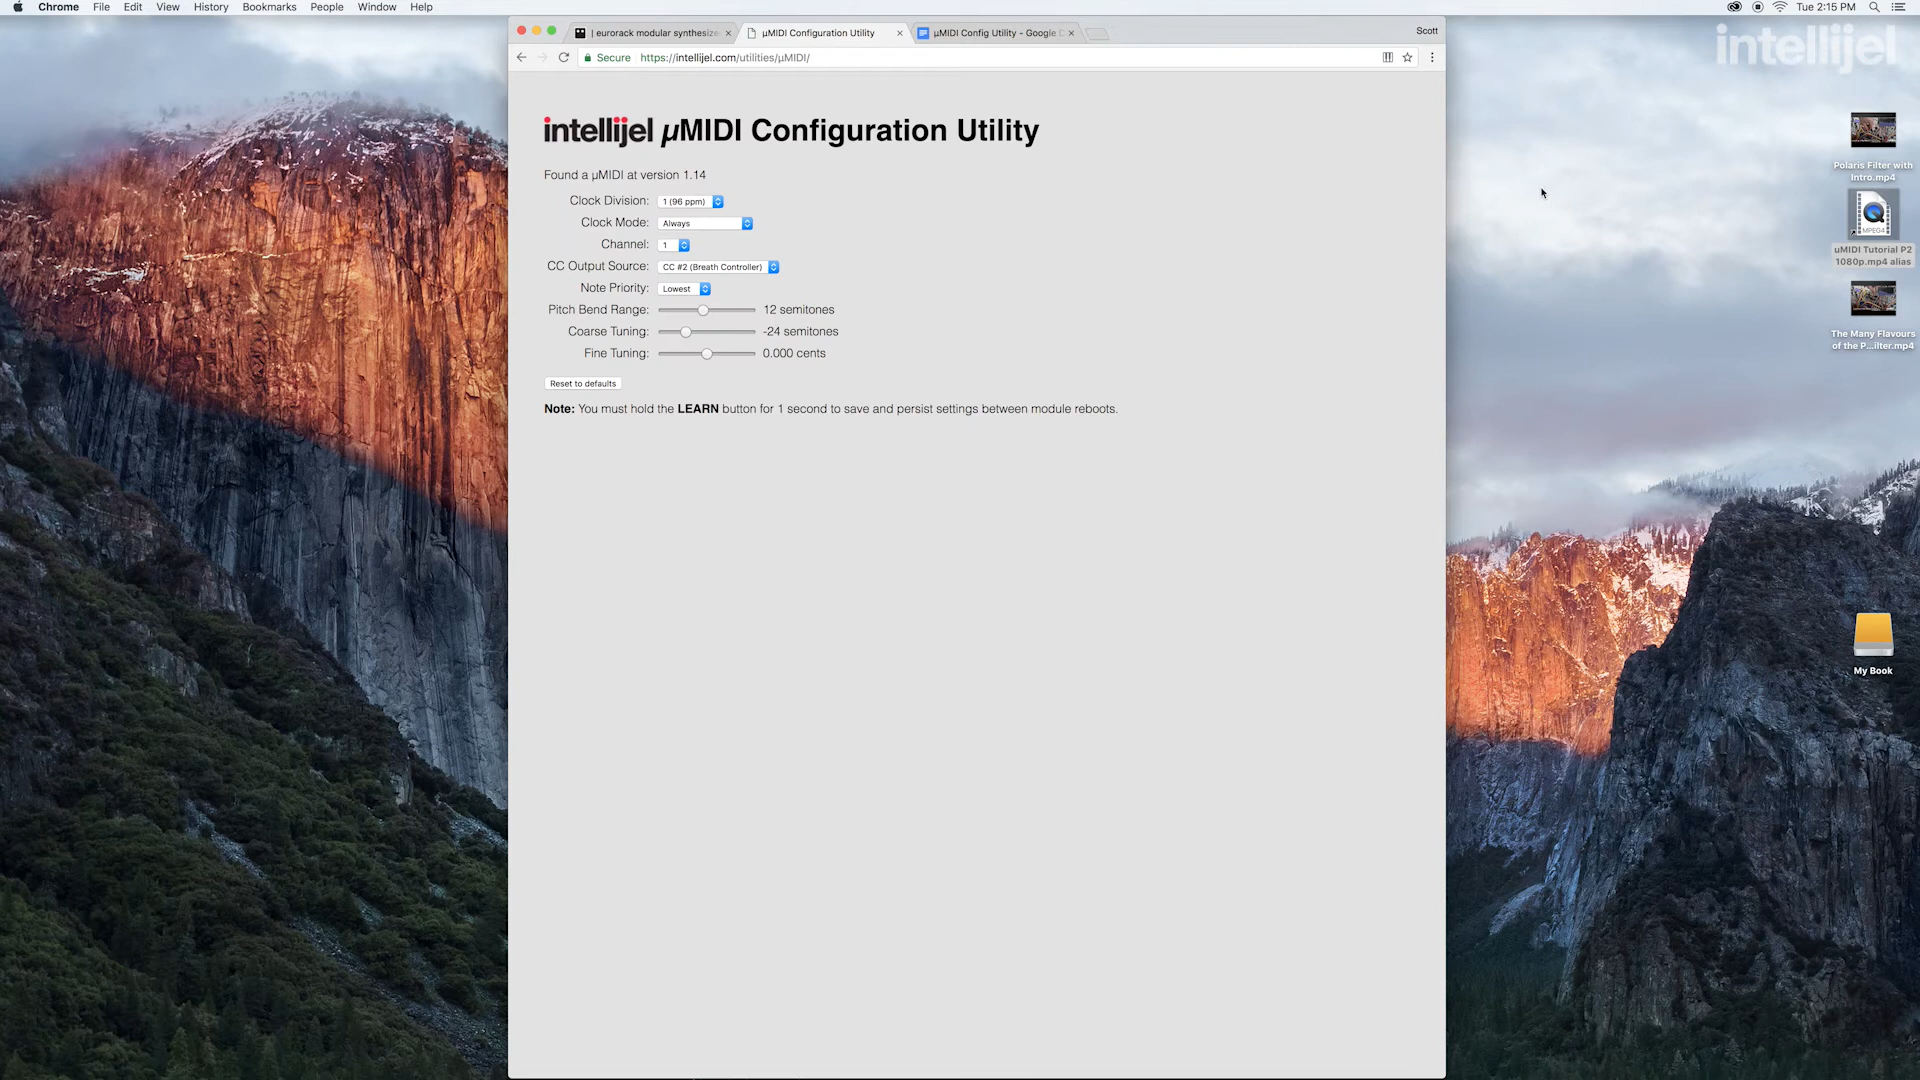 Chrome File Edit View History Bookmarks People Window Help
Tue 2:15 PM
intellijel
| eurorack modular synthesize
µMIDI Configuration Utility
µMIDI Config Utility - Google D
Scott
Secure https://intellijel.com/utilities/µMIDI/
intellijel µMIDI Configuration Utility
Found a µMIDI at version 1.14
Clock Division: 1 (96 ppm)
Clock Mode: Always
Channel: 1
CC Output Source: CC #2 (Breath Controller)
Note Priority: Lowest
Pitch Bend Range: 12 semitones
Coarse Tuning: -24 semitones
Fine Tuning: 0.000 cents
Reset to defaults
Note: You must hold the LEARN button for 1 second to save and persist settings between module reboots.
Polaris Filter with
Intro.mp4
MPEG4
uMIDI Tutorial P2
1080p.mp4 alias
The Many Flavours
of the P...ilter.mp4
My Book